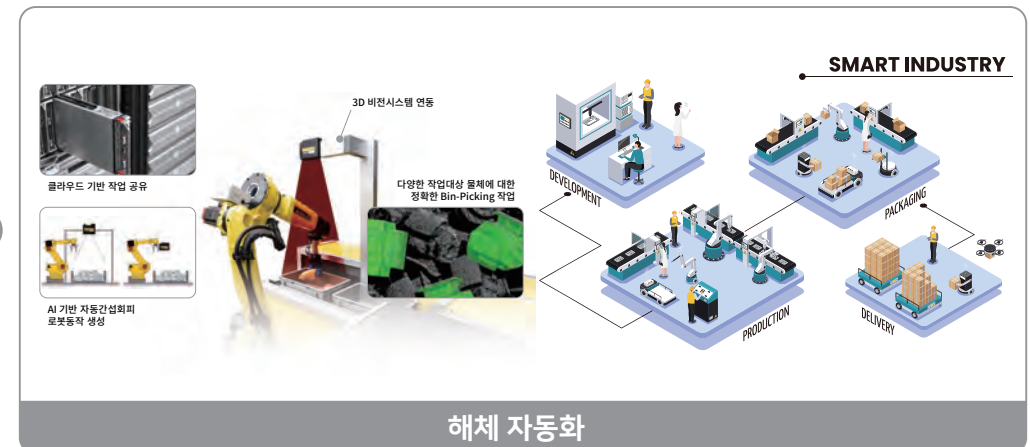 SMART INDUSTRY
3D 비전시스템 연동
클라우드 기반 작업 공유
다양한 작업대상 물체에 대한
정확한 Bin-Picking 작업
AI 기반 자동간섭회피
로봇동작 생성
DEVELOPMENT
PACKAGING
PRODUCTION
DELIVERY
해체 자동화